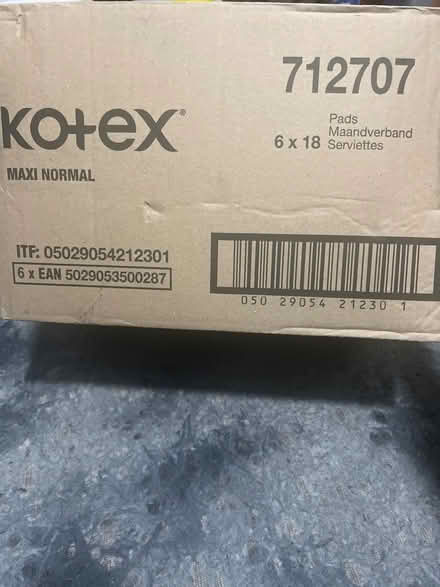 712707
Kotex®
MAXI NORMAL
6 x 18
Pads
Maandverband
Serviettes
ITF: 05029054212301
6 x EAN 5029053500287
050 29054 21230 1